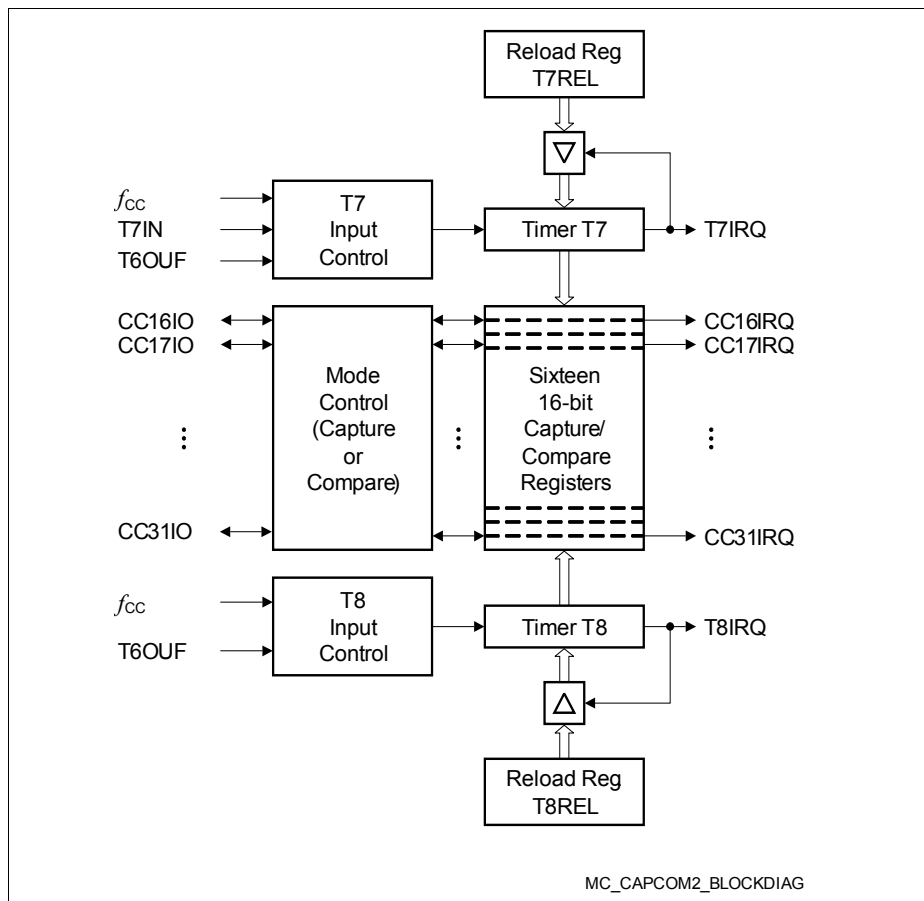 Reload Reg.
T7REL
fCC
T7IN
T6OUF
T7
Input
Control
Timer T7
T7IRQ
CC16IO
CC17IO
CC31IO
Mode
Control
(Capture
or
Compare)
Sixteen
16-bit
Capture/
Compare
Registers
CC16IRQ
CC17IRQ
CC31IRQ
fCC
T6OUF
T8
Input
Control
Timer T8
T8IRQ
Reload Reg.
T8REL
MC_CAPCOM2_BLOCKDIAG